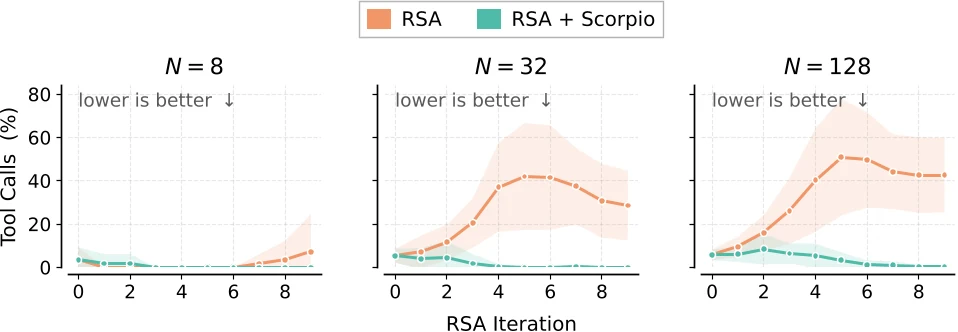 RSA RSA + Scorpio
N = 8 N = 32 N = 128
lower is better ↓ lower is better ↓ lower is better ↓
Tool Calls (%)
80
60
40
20
0
0 2 4 6 8 0 2 4 6 8 0 2 4 6 8
RSA Iteration